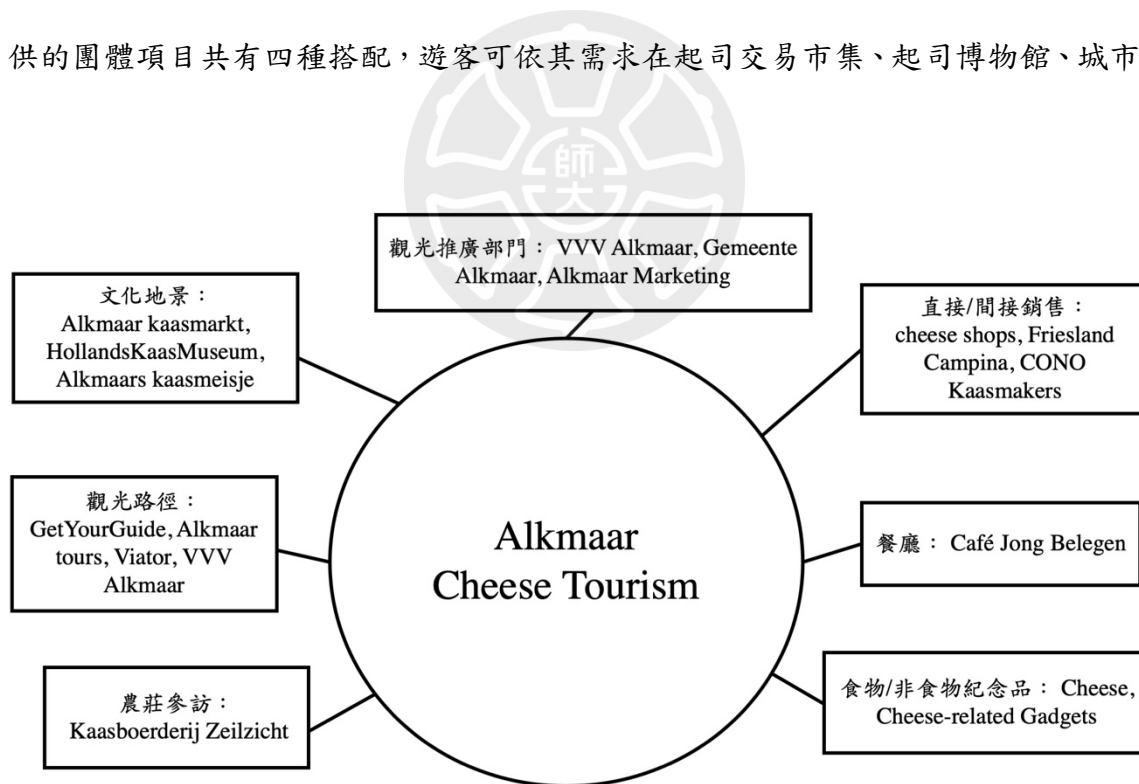 供的團體項目共有四種搭配，遊客可依其需求在起司交易市集、起司博物館、城市
師大
觀光推廣部門： VVV Alkmaar, Gemeente
Alkmaar, Alkmaar Marketing
文化地景：
Alkmaar kaasmarkt,
HollandsKaasMuseum,
Alkmaars kaasmeisje
直接/間接銷售：
cheese shops, Friesland
Campina, CONO
Kaasmakers
觀光路徑：
GetYourGuide, Alkmaar
tours, Viator, VVV
Alkmaar
Alkmaar
Cheese Tourism
餐廳： Café Jong Belegen
農莊參訪：
Kaasboerderij Zeilzicht
食物/非食物紀念品： Cheese,
Cheese-related Gadgets